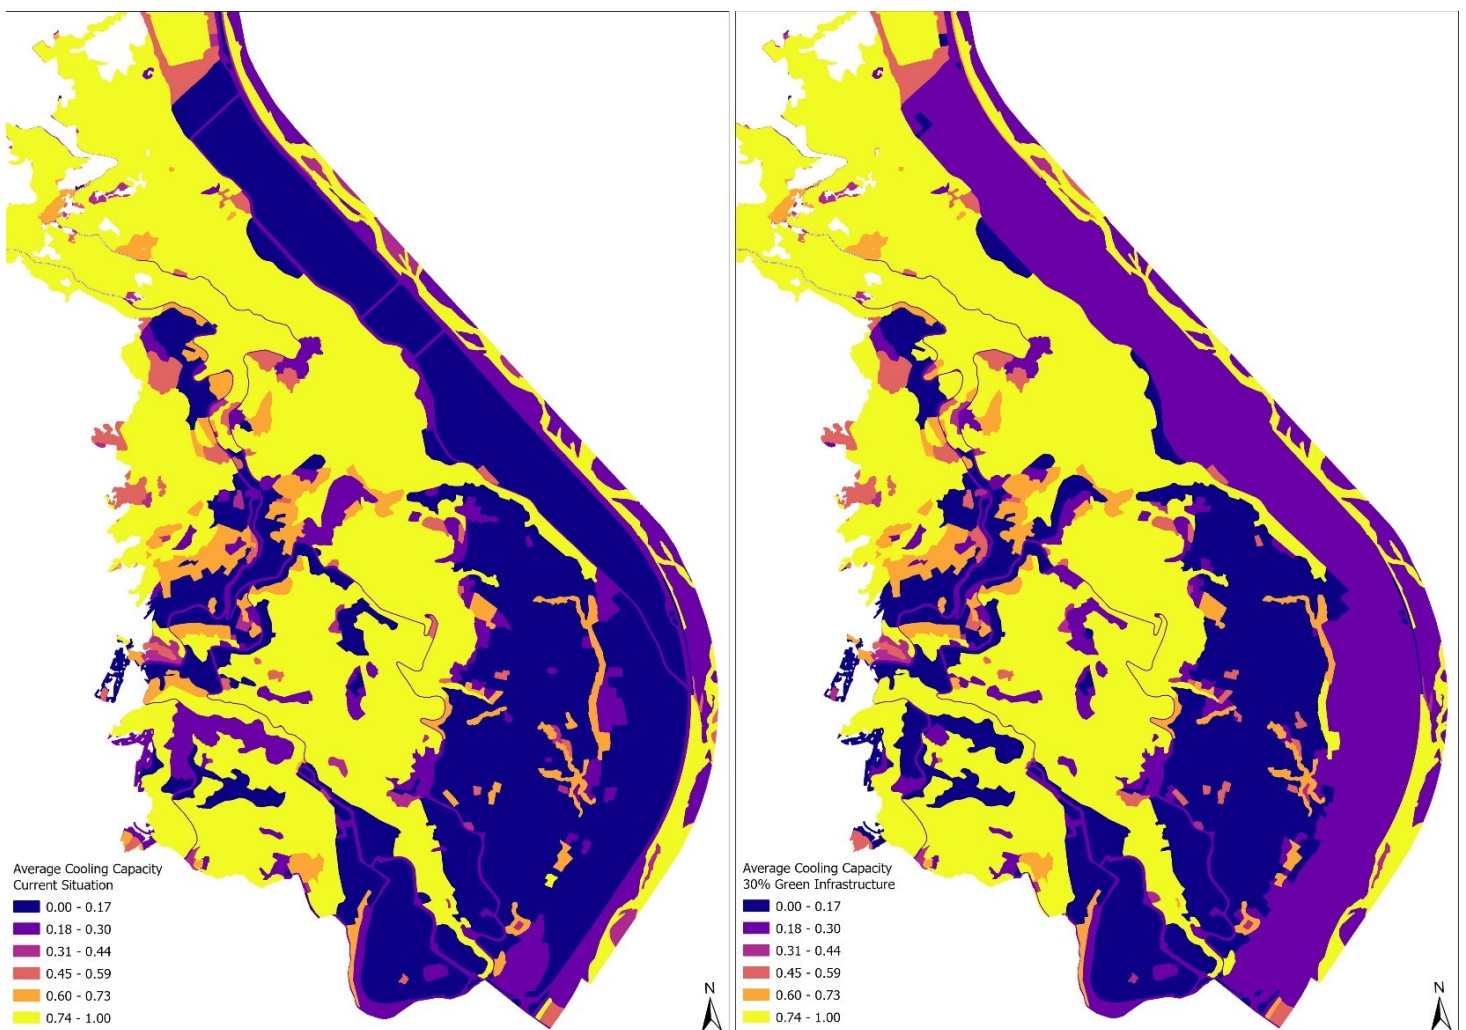 Average Cooling Capacity
Current Situation
0.00 - 0.17
0.18 - 0.30
0.31 - 0.44
0.45 - 0.59
0.60 - 0.73
0.74 - 1.00
N
Average Cooling Capacity
30% Green Infrastructure
0.00 - 0.17
0.18 - 0.30
0.31 - 0.44
0.45 - 0.59
0.60 - 0.73
0.74 - 1.00
N